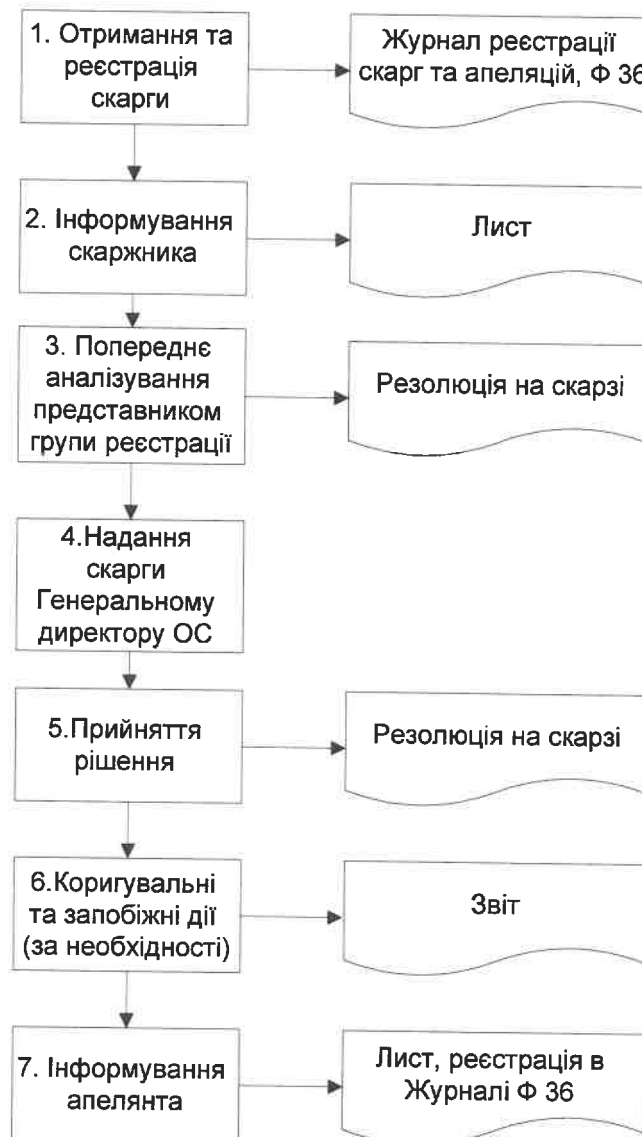 1. Отримання та
реєстрація
скарги
Журнал реєстрації
скарг та апеляцій, Ф 36
2. Інформування
скаржника
Лист
3. Попереднє
аналізування
представником
групи реєстрації
Резолюція на скарзі
4.Надання
скарги
Генеральному
директору ОС
5.Прийняття
рішення
Резолюція на скарзі
6.Коригувальні
та запобіжні дії
(за необхідності)
Звіт
7. Інформування
апелянта
Лист, реєстрація в
Журналі Ф 36